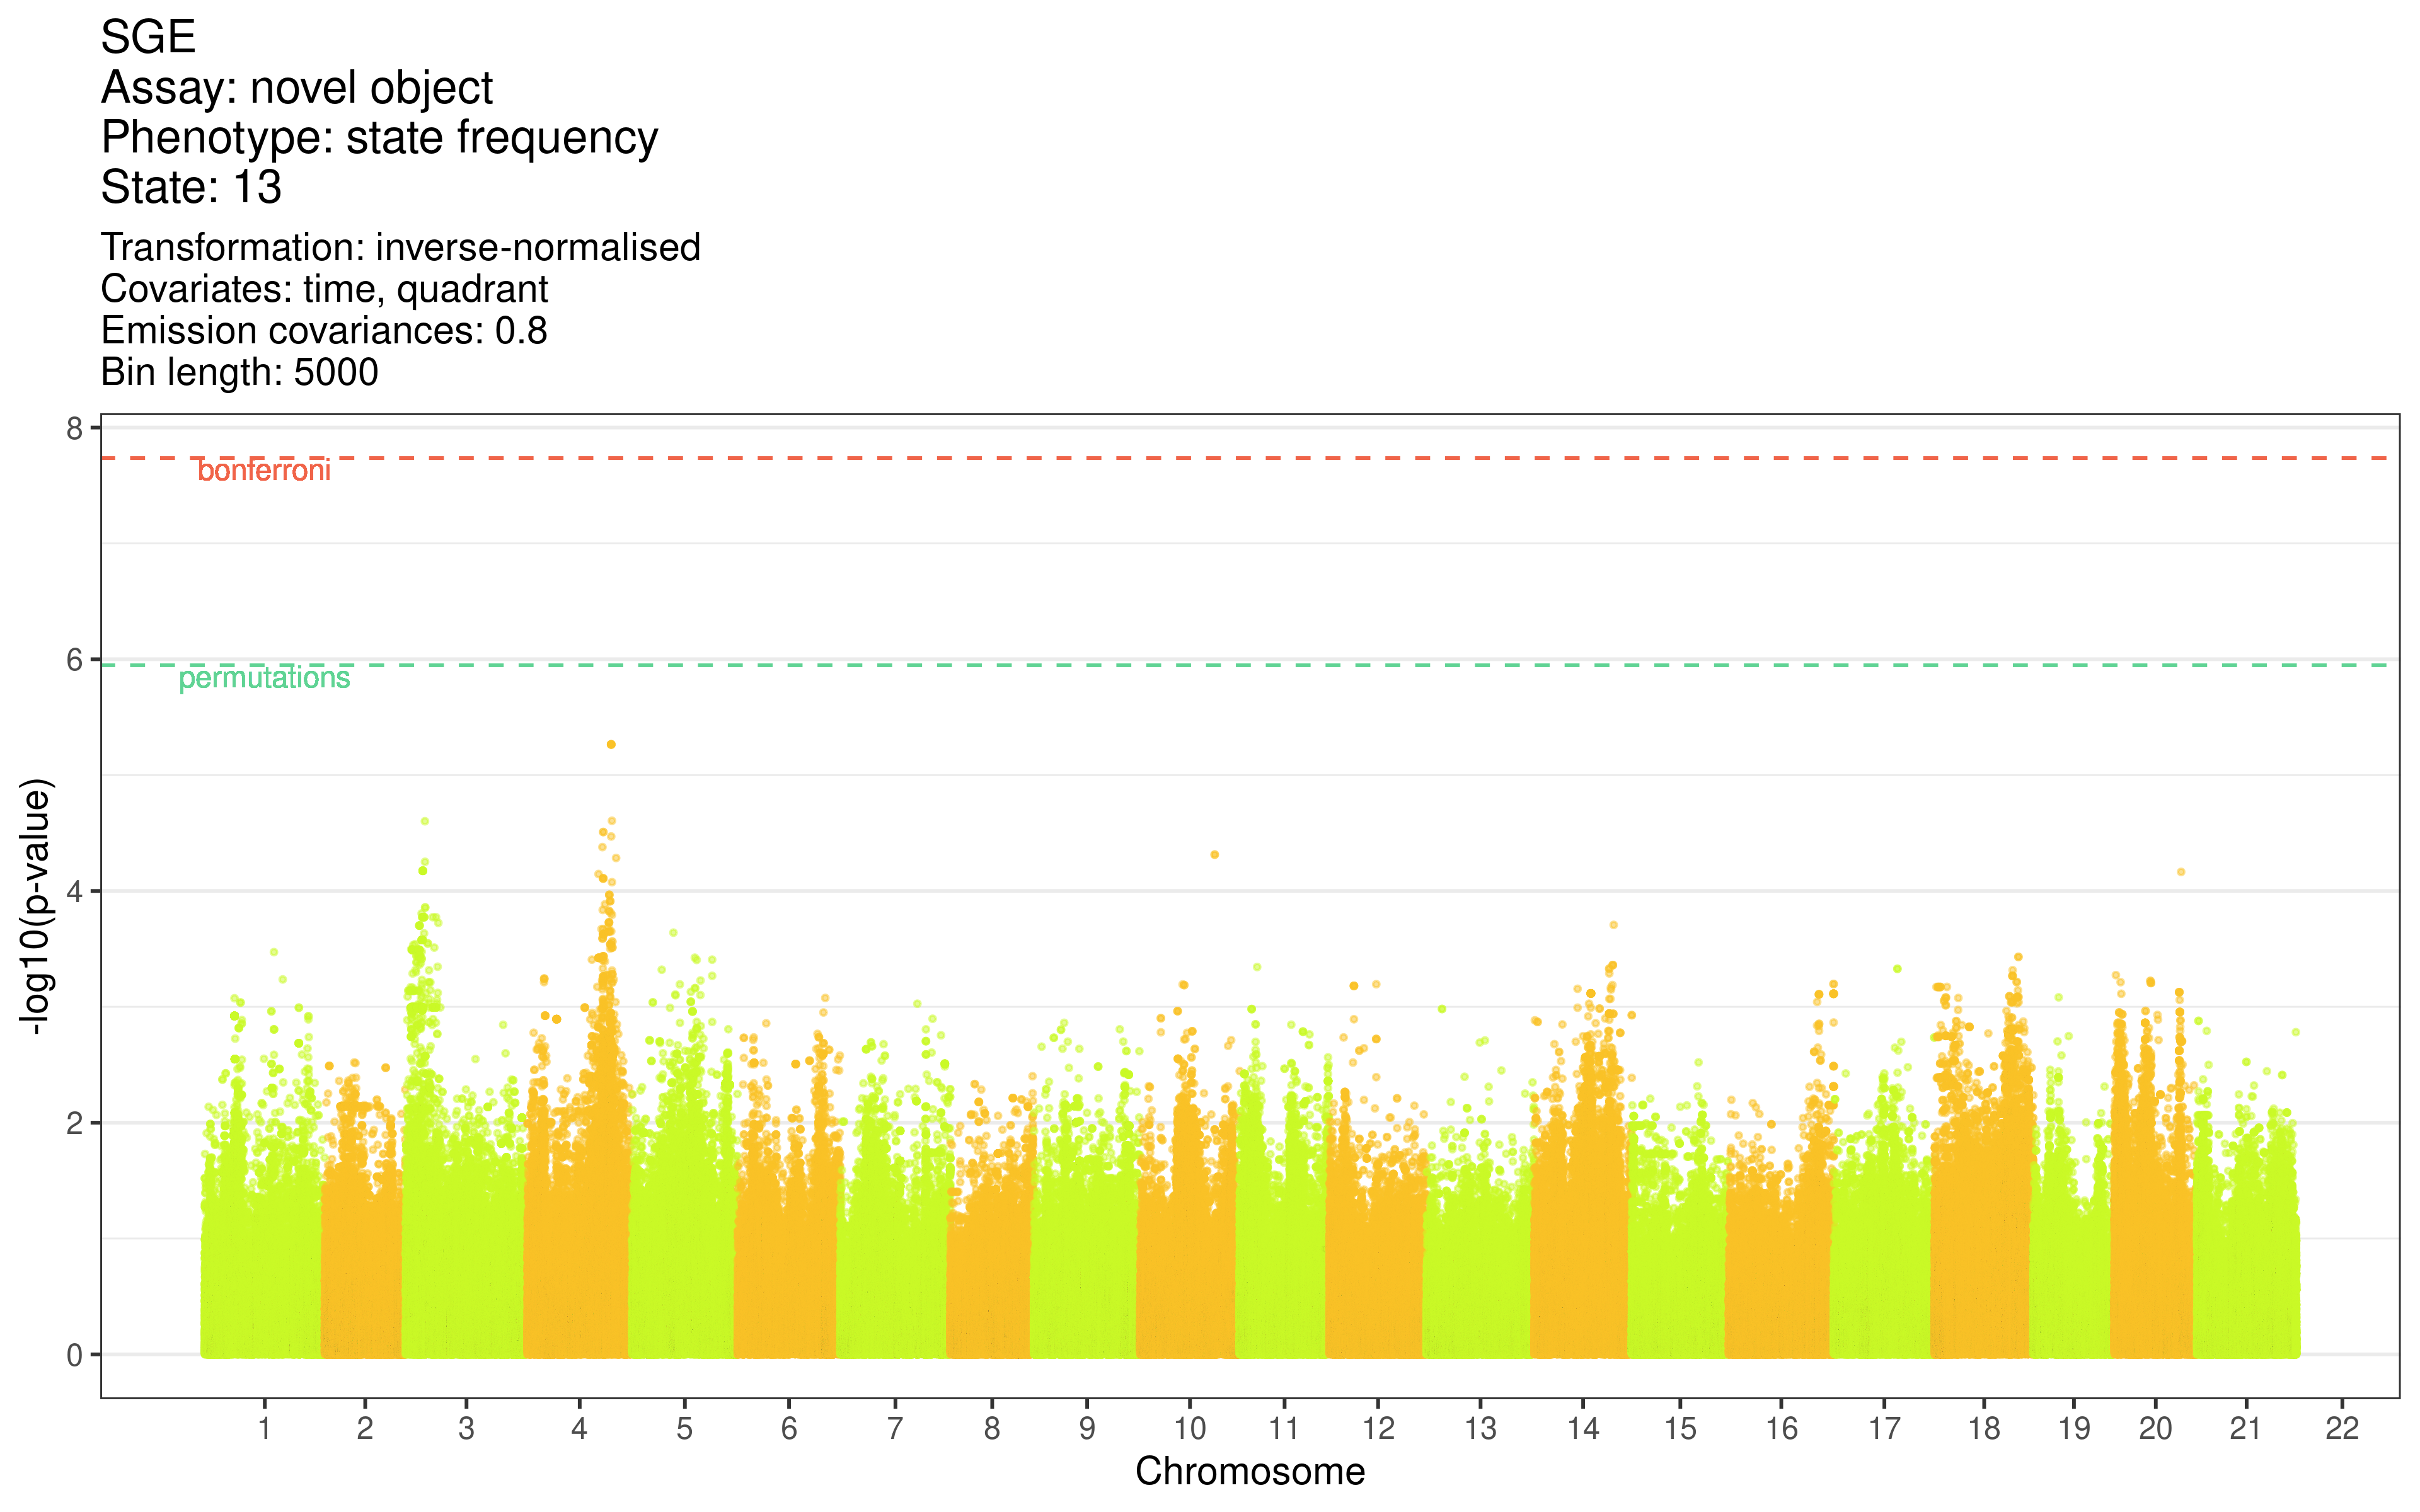 SGE
Assay: novel object
Phenotype: state frequency
State: 13
Transformation: inverse-normalised
Covariates: time, quadrant
Emission covariances: 0.8
Bin length: 5000
8
bonferroni
6
permutations
4
2
0
-log10(p-value)
1 2 3 4 5 6 7 8 9 10 11 12 13 14 15 16 17 18 19 20 21 22
Chromosome